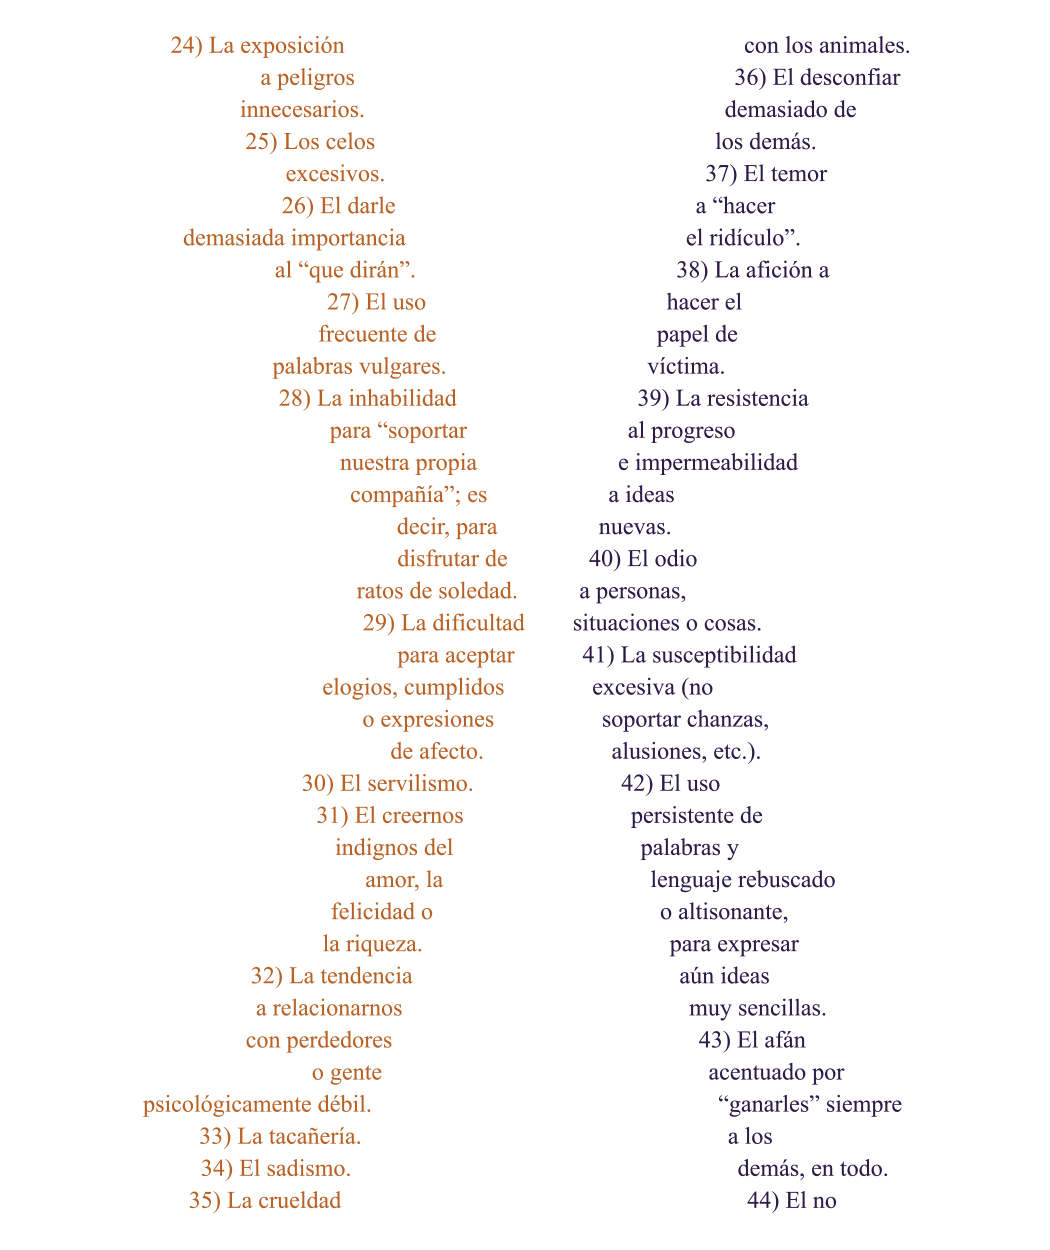 24) La exposición
a peligros
innecesarios.
25) Los celos
excesivos.
26) El darle
demasiada importancia
al “que dirán”.
27) El uso
frecuente de
palabras vulgares.
28) La inhabilidad
para “soportar
nuestra propia
compañía”; es
decir, para
disfrutar de
ratos de soledad.
29) La dificultad
para aceptar
elogios, cumplidos
o expresiones
de afecto.
30) El servilismo.
31) El creernos
indignos del
amor, la
felicidad o
la riqueza.
32) La tendencia
a relacionarnos
con perdedores
o gente
psicológicamente débil.
33) La tacañería.
34) El sadismo.
35) La crueldad
con los animales.
36) El desconfiar
demasiado de
los demás.
37) El temor
a “hacer
el ridículo”.
38) La afición a
hacer el
papel de
víctima.
39) La resistencia
al progreso
e impermeabilidad
a ideas
nuevas.
40) El odio
a personas,
situaciones o cosas.
41) La susceptibilidad
excesiva (no
soportar chanzas,
alusiones, etc.).
42) El uso
persistente de
palabras y
lenguaje rebuscado
o altisonante,
para expresar
aún ideas
muy sencillas.
43) El afán
acentuado por
“ganarles” siempre
a los
demás, en todo.
44) El no